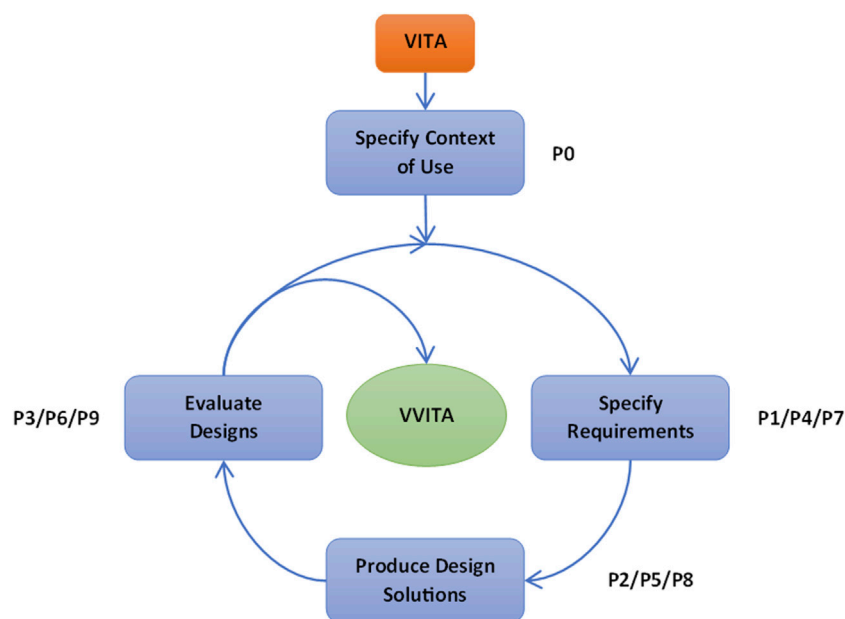 VITA
Specify Context
of Use
P0
P3/P6/P9
Evaluate
Designs
VVITA
Specify
Requirements
P1/P4/P7
Produce Design
Solutions
P2/P5/P8